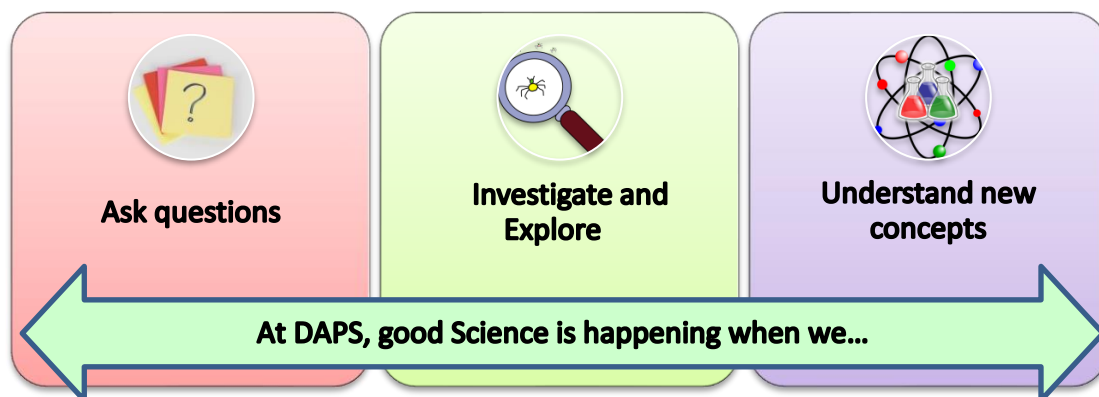 ?
Ask questions
Investigate and
Explore
Understand new
concepts
At DAPS, good Science is happening when we...